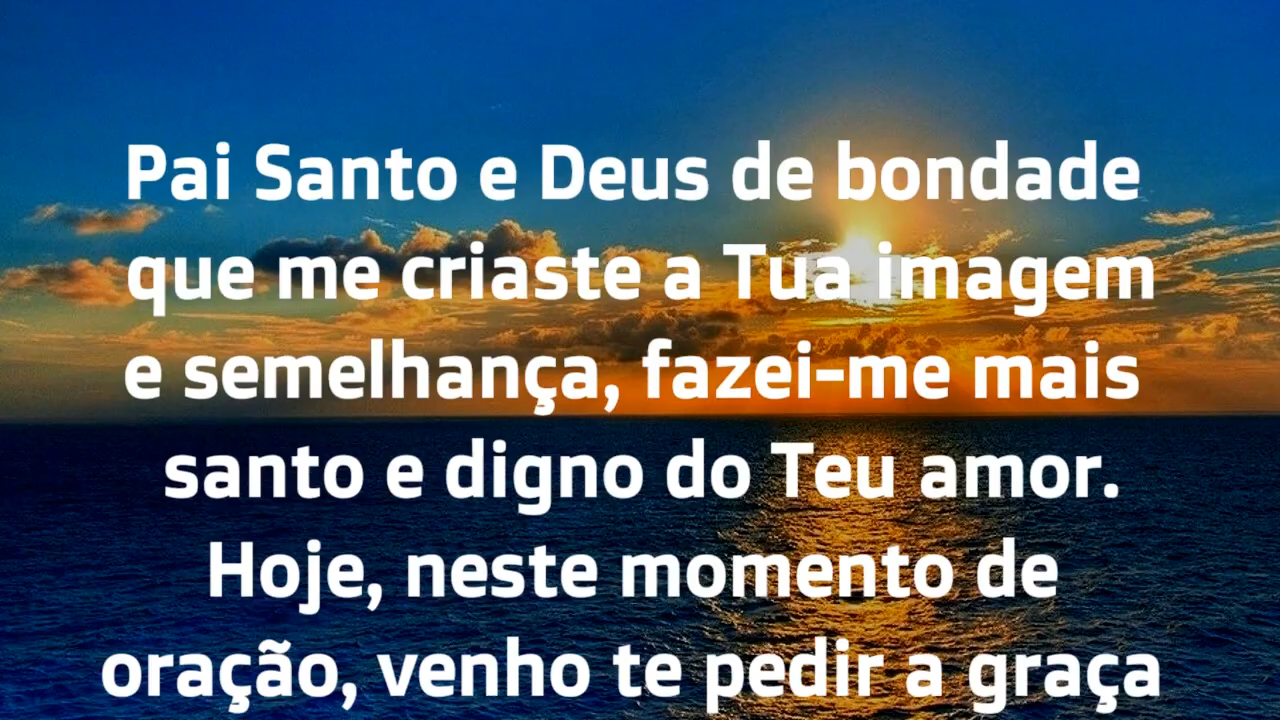 Pai Santo e Deus de bondade
que me criaste a Tua imagem
e semelhança, fazei-me mais
santo e digno do Teu amor.
Hoje, neste momento de
oração, venho te pedir a graça